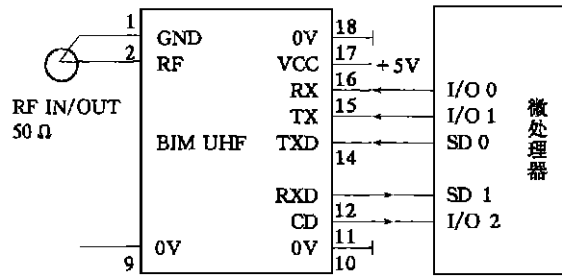 1
GND
0V
18
2
RF
VCC
17
+5V
RX
16
I/O 0
RF IN/OUT
50 Ω
TX
15
I/O 1
BIM UHF
TXD
14
SD 0
RXD
SD 1
CD
12
I/O 2
9
0V
0V
11
10
微处理器